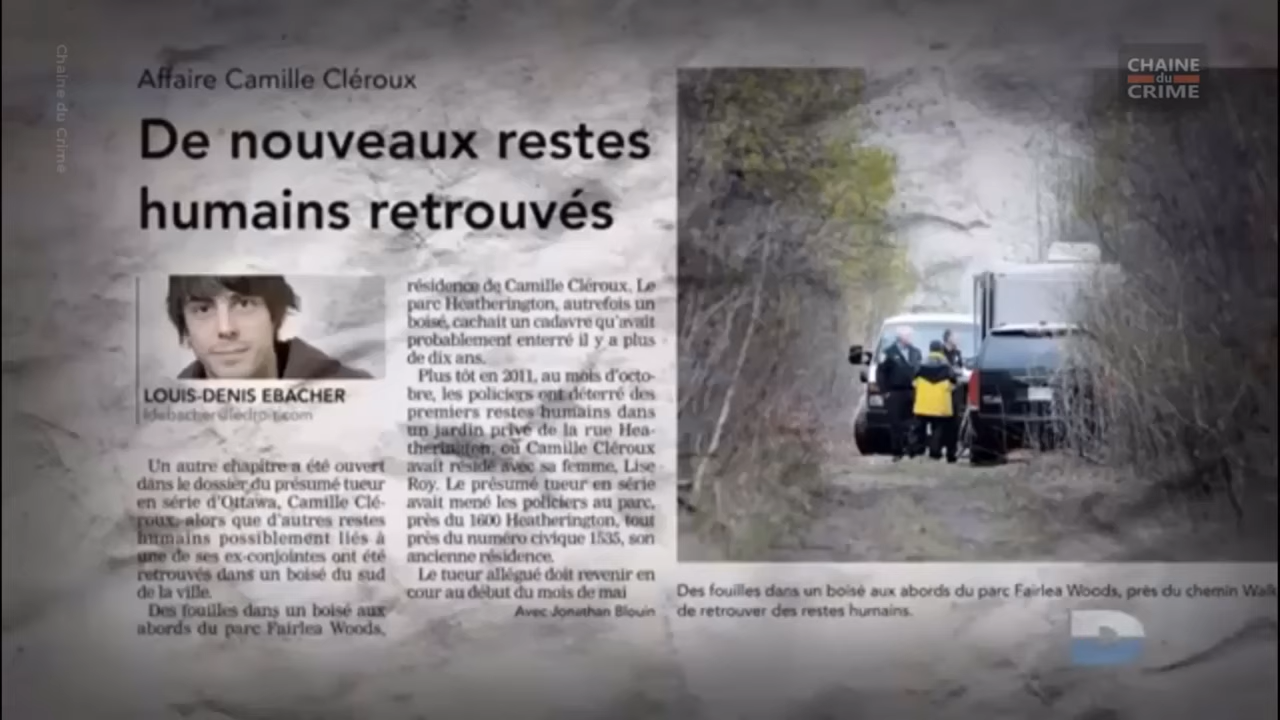 Chaine du Crime
CHAINE
du
CRIME
Affaire Camille Cléroux
De nouveaux restes
humains retrouvés
LOUIS-DENIS EBACHER
Un autre chapitre a été ouvert
dans le dossier du présumé tueur
en série d'Ottawa, Camille Clé-
roux, alors que d'autres restes
humains possiblement liés à
une de ses ex-conjointes ont été
retrouvés dans un boisé du sud
de la ville.
Des fouilles dans un boisé aux
abords du parc Fairlea Woods,
résidence de Camille Cléroux. Le
parc Heatherington, autrefois un
boisé, cachait un cadavre qu'avait
probablement enterré il y a plus
de dix ans.
Plus tôt en 2011, au mois d'octo-
bre, les policiers ont déterré des
premiers restes humains dans
un jardin privé de la rue Hea-
therington, où Camille Cléroux
avait résidé avec sa femme, Lise
Roy. Le présumé tueur en série
avait mené les policiers au parc,
près du 1600 Heatherington, tout
près du numéro civique 1535, son
ancienne résidence.
Le tueur allégué doit revenir en
cour au début du mois de mai
Avec Jonathan Blouin
Des fouilles dans un boisé aux abords du parc Fairlea Woods, près du chemin Walk
de retrouver des restes humains.
D